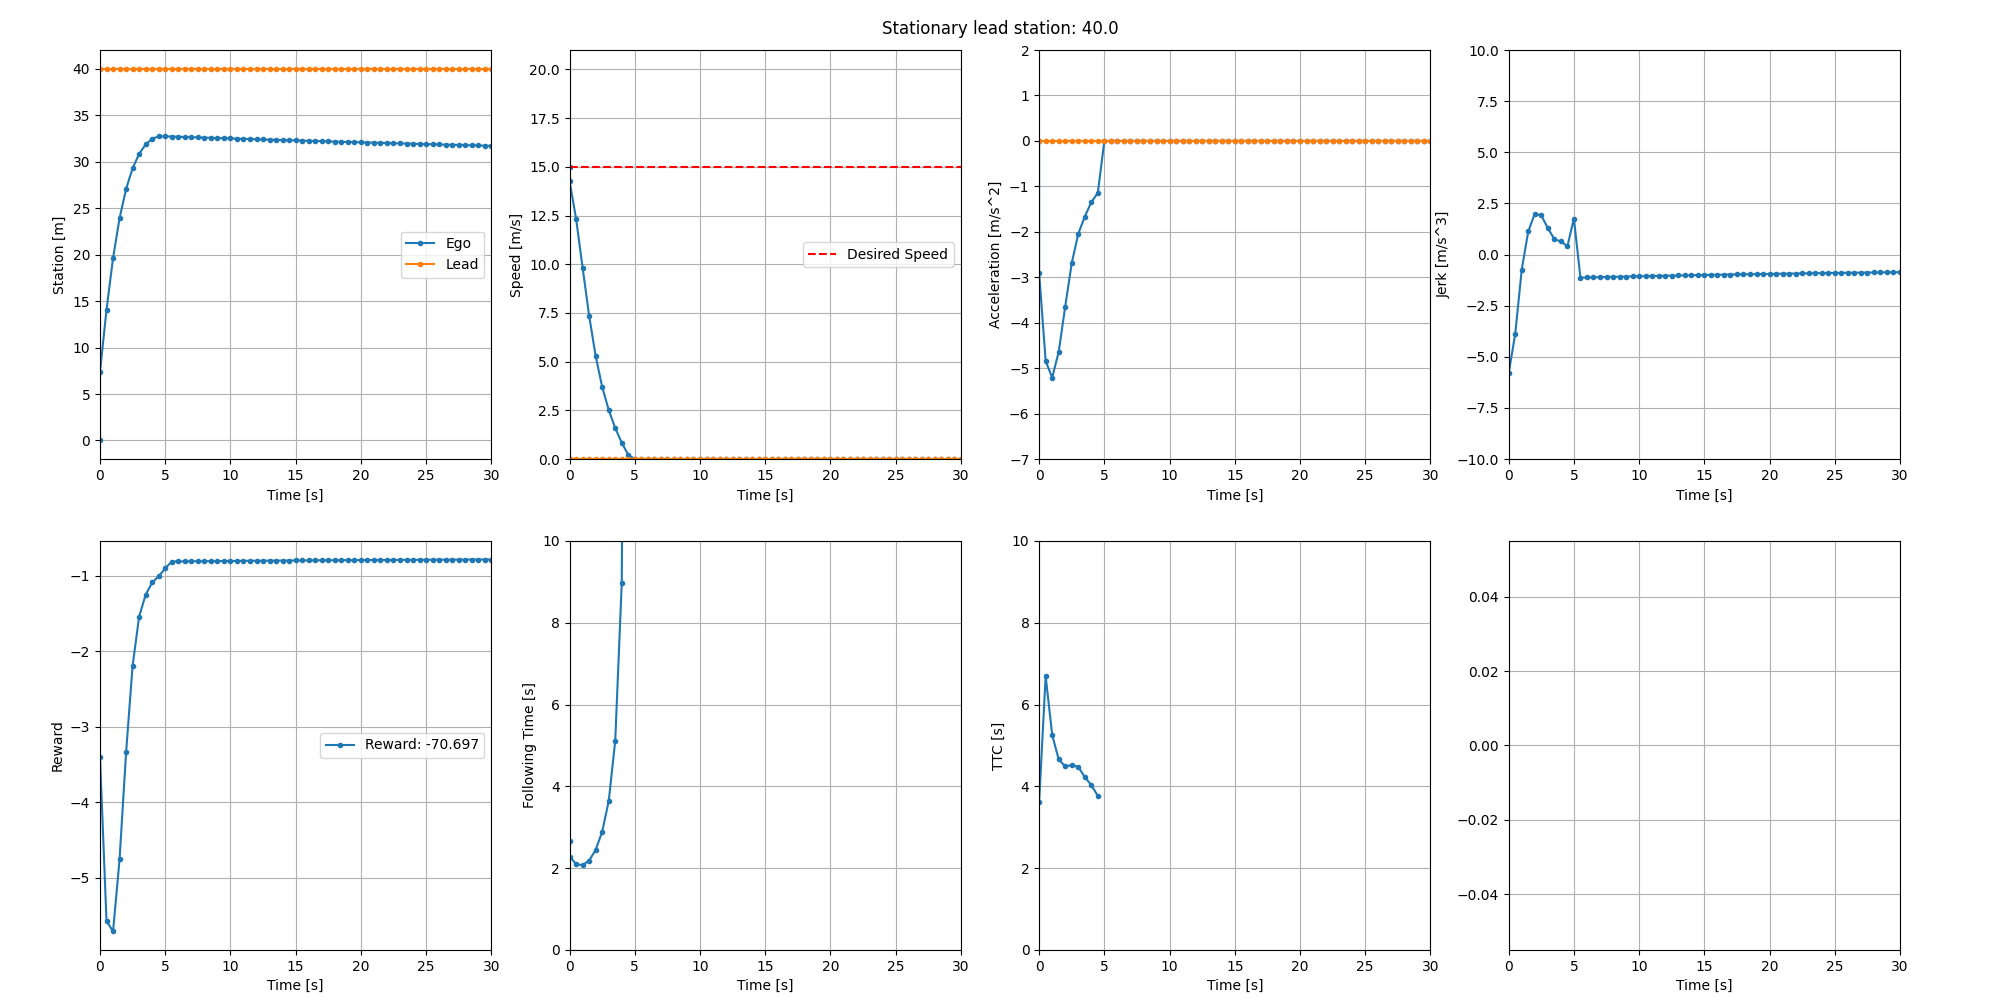 Stationary lead station: 40.0
40
35
30
25
20
15
10
5
0
Station [m]
Ego
Lead
0 5 10 15 20 25 30
Time [s]
20.0
17.5
15.0
12.5
10.0
7.5
5.0
2.5
0.0
Speed [m/s]
Desired Speed
0 5 10 15 20 25 30
Time [s]
2
1
0
−1
−2
−3
−4
−5
−6
−7
Acceleration [m/s^2]
0 5 10 15 20 25 30
Time [s]
10.0
7.5
5.0
2.5
0.0
−2.5
−5.0
−7.5
−10.0
Jerk [m/s^3]
0 5 10 15 20 25 30
Time [s]
−1
−2
−3
−4
−5
Reward
Reward: -70.697
0 5 10 15 20 25 30
Time [s]
10
8
6
4
2
0
Following Time [s]
0 5 10 15 20 25 30
Time [s]
10
8
6
4
2
0
TTC [s]
0 5 10 15 20 25 30
Time [s]
0.04
0.02
0.00
−0.02
−0.04
0 5 10 15 20 25 30
Time [s]